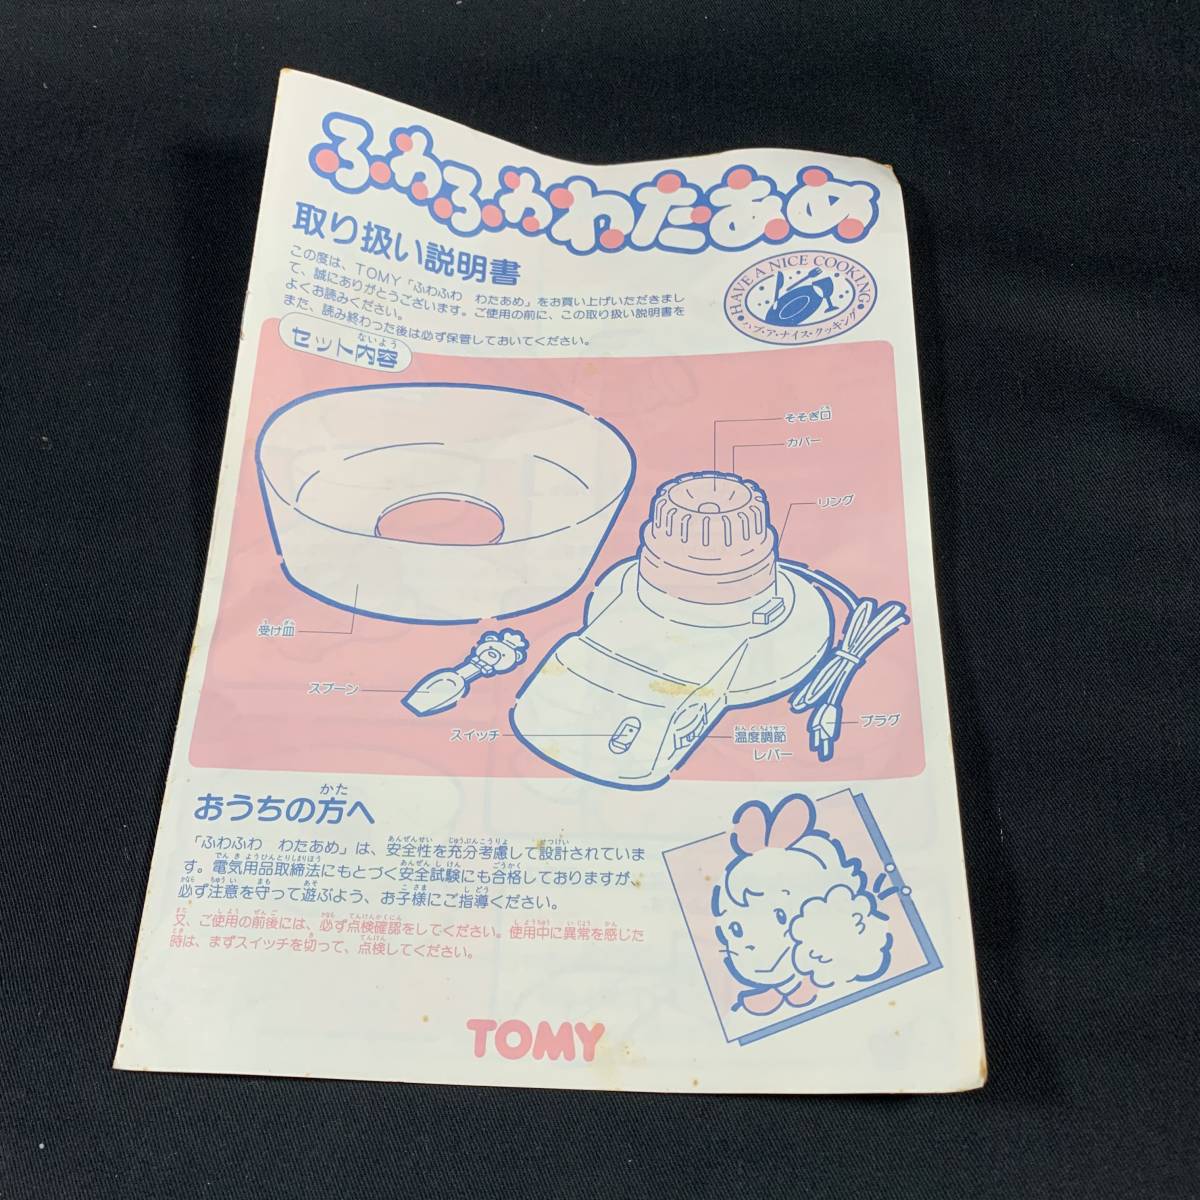 ふわふわわたあめ
取り扱い説明書
この度は、TOMY「ふわふわ わたあめ」をお買い上げいただきまし
て、誠にありがとうございます。ご使用の前に、この取り扱い説明書を
よくお読みください。
また、読み終わった後は必ず保管しておいてください。
HAVE A NICE COOKING
ハブ・ア・ナイス・クッキング
セット内容
そそぎ口
カバー
リング
受け皿
スプーン
スイッチ
温度調節
レバー
プラグ
おうちの方へ
「ふわふわ わたあめ」は、安全性を充分考慮して設計されていま
す。電気用品取締法にもとづく安全試験にも合格しておりますが、
必ず注意を守って遊ぶよう、お子様にご指導ください。
又、ご使用の前後には、必ず点検確認をしてください。使用中に異常を感じた
時は、まずスイッチを切って、点検してください。
TOMY